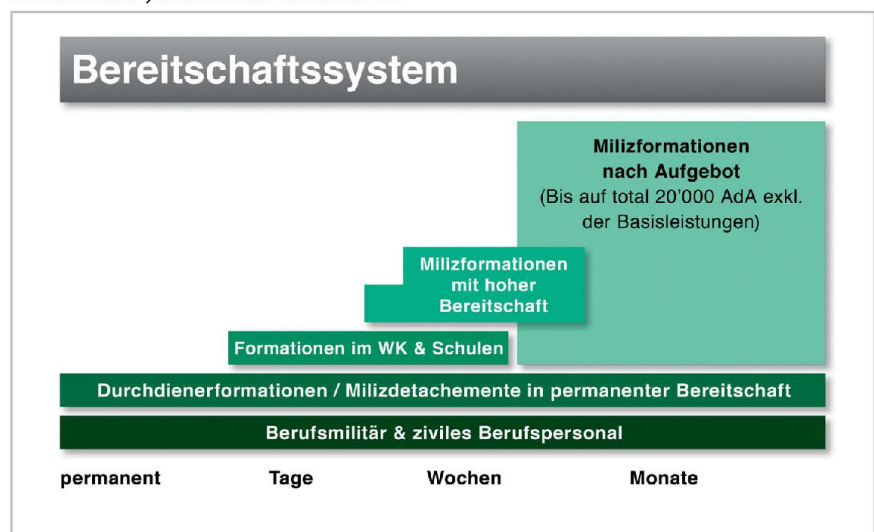 Bereitschaftssystem
Milizformationen
nach Aufgebot
(Bis auf total 20'000 AdA exkl.
der Basisleistungen)
Milizformationen
mit hoher
Bereitschaft
Formationen im WK & Schulen
Durchdienerformationen / Milizdetachemente in permanenter Bereitschaft
Berufsmilitär & ziviles Berufspersonal
permanent Tage Wochen Monate